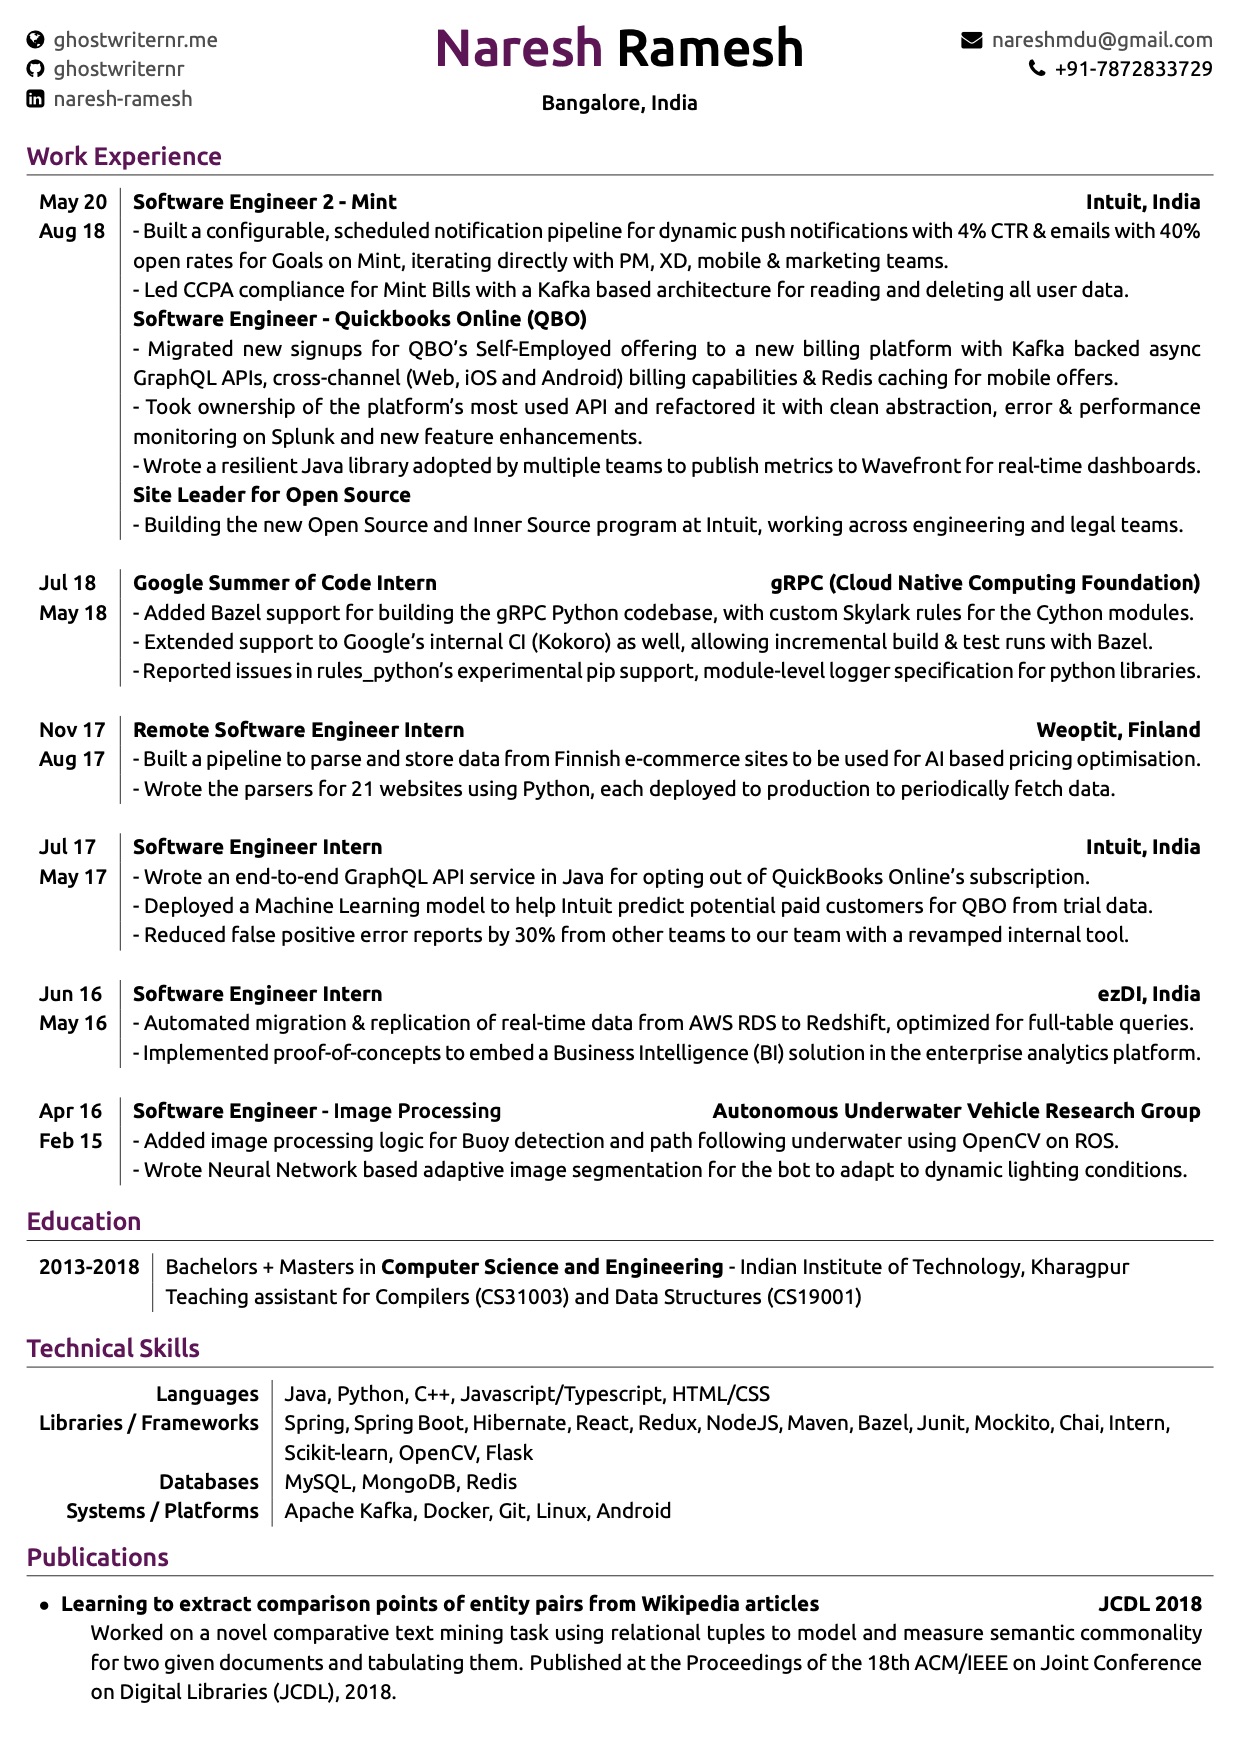 ghostwriternr.me
ghostwriternr
naresh-ramesh
Naresh Ramesh
Bangalore, India
nareshmdu@gmail.com
+91-7872833729
Work Experience
May 20 Software Engineer 2 - Mint Intuit, India
Aug 18 - Built a configurable, scheduled notification pipeline for dynamic push notifications with 4% CTR & emails with 40%
open rates for Goals on Mint, iterating directly with PM, XD, mobile & marketing teams.
- Led CCPA compliance for Mint Bills with a Kafka based architecture for reading and deleting all user data.
Software Engineer - Quickbooks Online (QBO)
- Migrated new signups for QBO’s Self-Employed offering to a new billing platform with Kafka backed async
GraphQL APIs, cross-channel (Web, iOS and Android) billing capabilities & Redis caching for mobile offers.
- Took ownership of the platform’s most used API and refactored it with clean abstraction, error & performance
monitoring on Splunk and new feature enhancements.
- Wrote a resilient Java library adopted by multiple teams to publish metrics to Wavefront for real-time dashboards.
Site Leader for Open Source
- Building the new Open Source and Inner Source program at Intuit, working across engineering and legal teams.
Jul 18 Google Summer of Code Intern gRPC (Cloud Native Computing Foundation)
May 18 - Added Bazel support for building the gRPC Python codebase, with custom Skylark rules for the Cython modules.
- Extended support to Google’s internal CI (Kokoro) as well, allowing incremental build & test runs with Bazel.
- Reported issues in rules_python’s experimental pip support, module-level logger specification for python libraries.
Nov 17 Remote Software Engineer Intern Weoptit, Finland
Aug 17 - Built a pipeline to parse and store data from Finnish e-commerce sites to be used for AI based pricing optimisation.
- Wrote the parsers for 21 websites using Python, each deployed to production to periodically fetch data.
Jul 17 Software Engineer Intern Intuit, India
May 17 - Wrote an end-to-end GraphQL API service in Java for opting out of QuickBooks Online’s subscription.
- Deployed a Machine Learning model to help Intuit predict potential paid customers for QBO from trial data.
- Reduced false positive error reports by 30% from other teams to our team with a revamped internal tool.
Jun 16 Software Engineer Intern ezDI, India
May 16 - Automated migration & replication of real-time data from AWS RDS to Redshift, optimized for full-table queries.
- Implemented proof-of-concepts to embed a Business Intelligence (BI) solution in the enterprise analytics platform.
Apr 16 Software Engineer - Image Processing Autonomous Underwater Vehicle Research Group
Feb 15 - Added image processing logic for Buoy detection and path following underwater using OpenCV on ROS.
- Wrote Neural Network based adaptive image segmentation for the bot to adapt to dynamic lighting conditions.
Education
2013-2018 Bachelors + Masters in Computer Science and Engineering - Indian Institute of Technology, Kharagpur
Teaching assistant for Compilers (CS31003) and Data Structures (CS19001)
Technical Skills
Languages Java, Python, C++, Javascript/Typescript, HTML/CSS
Libraries / Frameworks Spring, Spring Boot, Hibernate, React, Redux, NodeJS, Maven, Bazel, Junit, Mockito, Chai, Intern,
Scikit-learn, OpenCV, Flask
Databases MySQL, MongoDB, Redis
Systems / Platforms Apache Kafka, Docker, Git, Linux, Android
Publications
• Learning to extract comparison points of entity pairs from Wikipedia articles JCDL 2018
Worked on a novel comparative text mining task using relational tuples to model and measure semantic commonality
for two given documents and tabulating them. Published at the Proceedings of the 18th ACM/IEEE on Joint Conference
on Digital Libraries (JCDL), 2018.